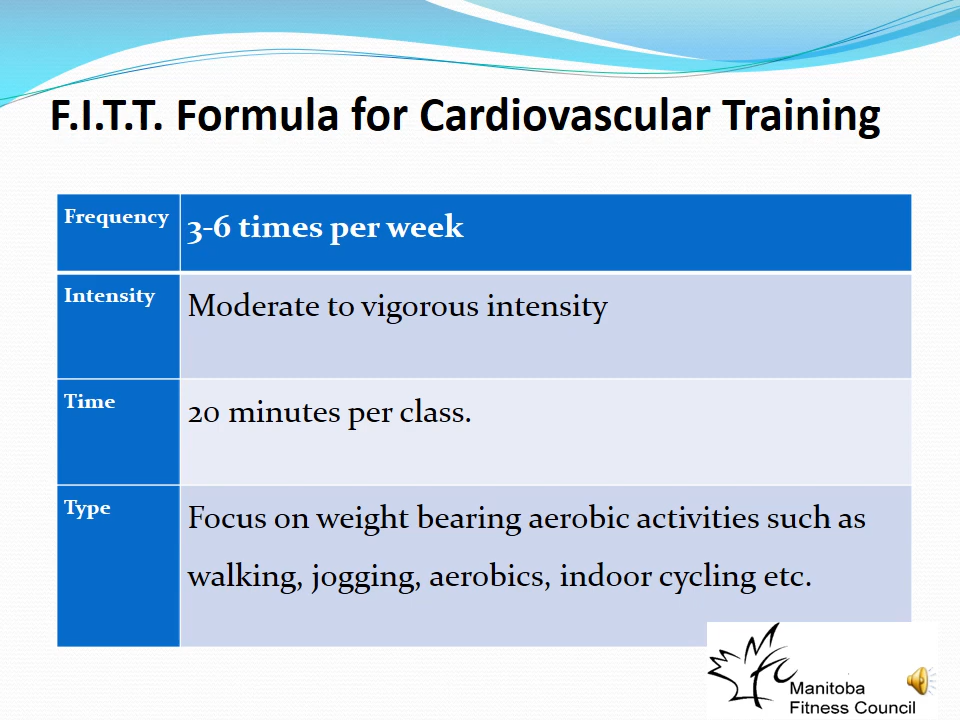 F.I.T.T. Formula for Cardiovascular Training
Frequency
3-6 times per week
Intensity
Moderate to vigorous intensity
Time
20 minutes per class.
Type
Focus on weight bearing aerobic activities such as
walking, jogging, aerobics, indoor cycling etc.
Manitoba
Fitness Council